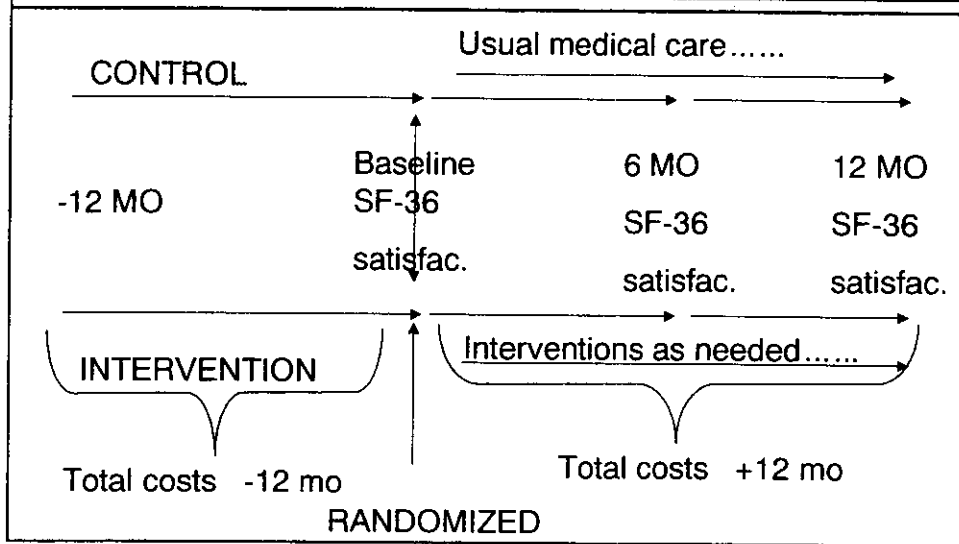 Usual medical care......
CONTROL
Baseline
6 MO
12 MO
-12 MO
SF-36
SF-36
SF-36
satisfac.
satisfac.
satisfac.
Interventions as needed......
INTERVENTION
Total costs -12 mo
Total costs +12 mo
RANDOMIZED